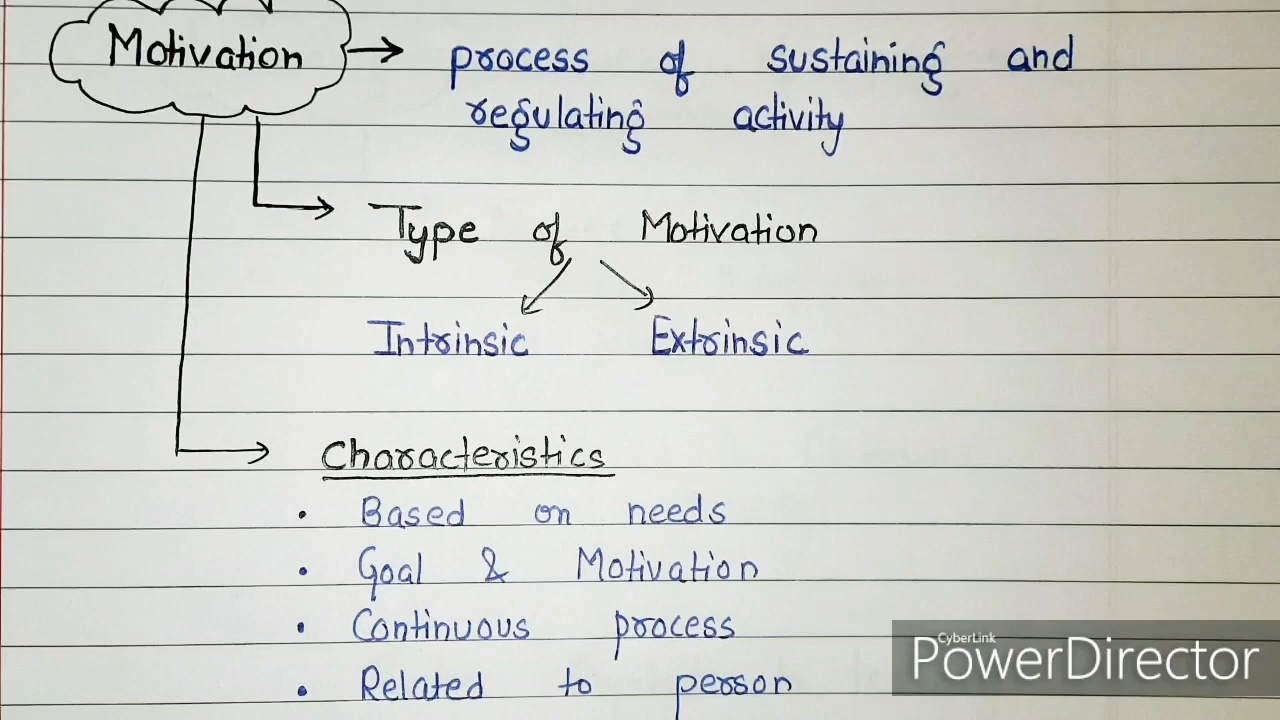 Motivation → process of sustaining and
regulating activity
Type of Motivation
Intrinsic Extrinsic
Characteristics
• Based on needs
• Goal & Motivation
• Continuous process
• Related to person
CyberLink
PowerDirector